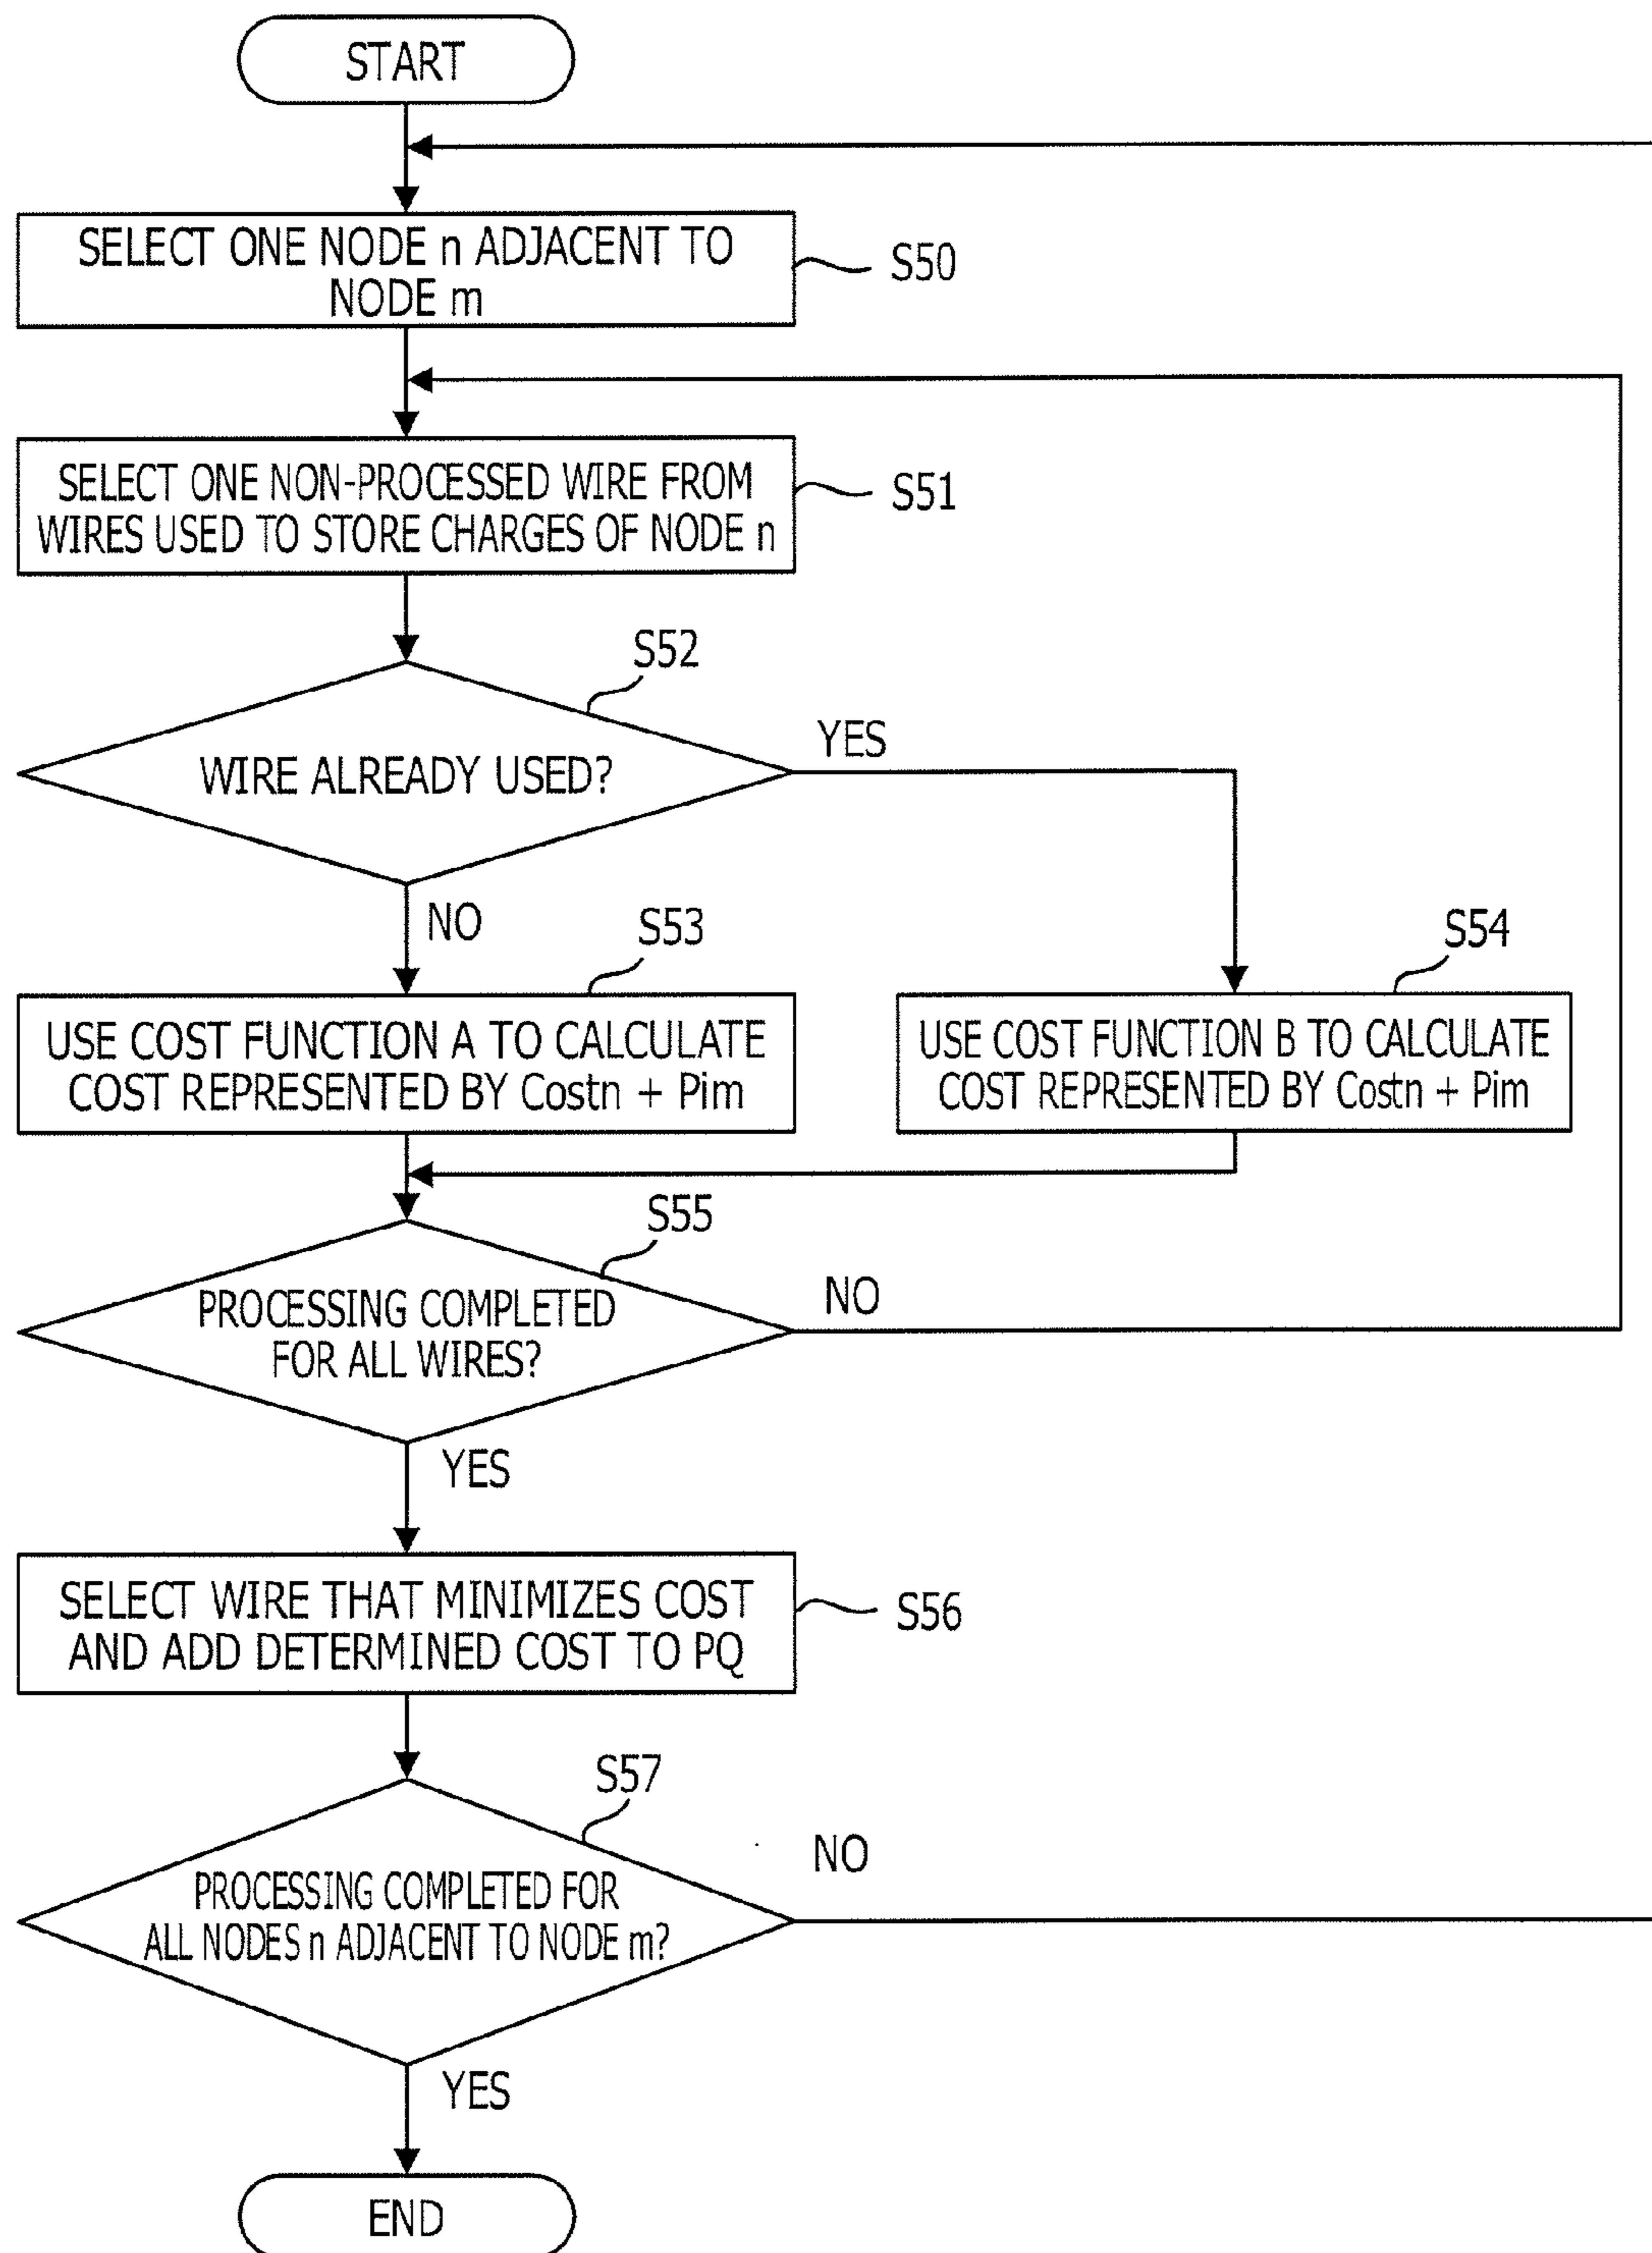 START
SELECT ONE NODE n ADJACENT TO
NODE m
S50
SELECT ONE NON-PROCESSED WIRE FROM
WIRES USED TO STORE CHARGES OF NODE n
S51
S52
WIRE ALREADY USED?
YES
NO
S53
S54
USE COST FUNCTION A TO CALCULATE
COST REPRESENTED BY Costn + Pim
USE COST FUNCTION B TO CALCULATE
COST REPRESENTED BY Costn + Pim
S55
PROCESSING COMPLETED
FOR ALL WIRES?
NO
YES
SELECT WIRE THAT MINIMIZES COST
AND ADD DETERMINED COST TO PQ
S56
S57
PROCESSING COMPLETED FOR
ALL NODES n ADJACENT TO NODE m?
NO
YES
END